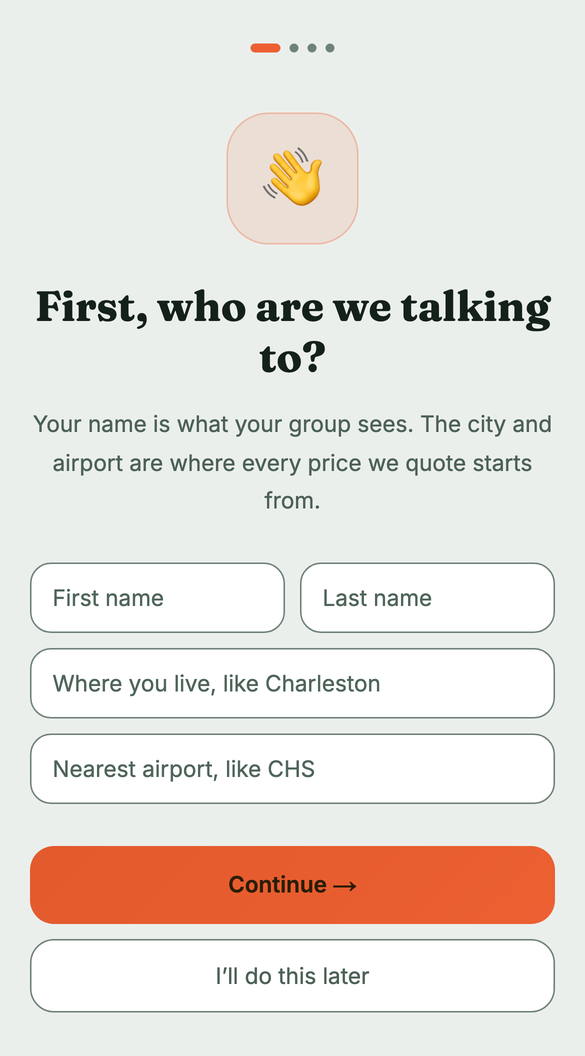 First, who are we talking
to?
Your name is what your group sees. The city and
airport are where every price we quote starts
from.
First name
Last name
Where you live, like Charleston
Nearest airport, like CHS
Continue →
I’ll do this later